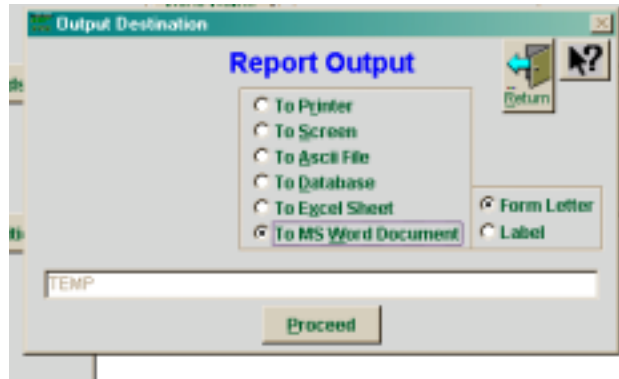 Output Destination
Report Output
Return
To Printer
To Screen
To Ascii File
To Database
To Excel Sheet
To MS Word Document
Form Letter
Label
TEMP
Proceed